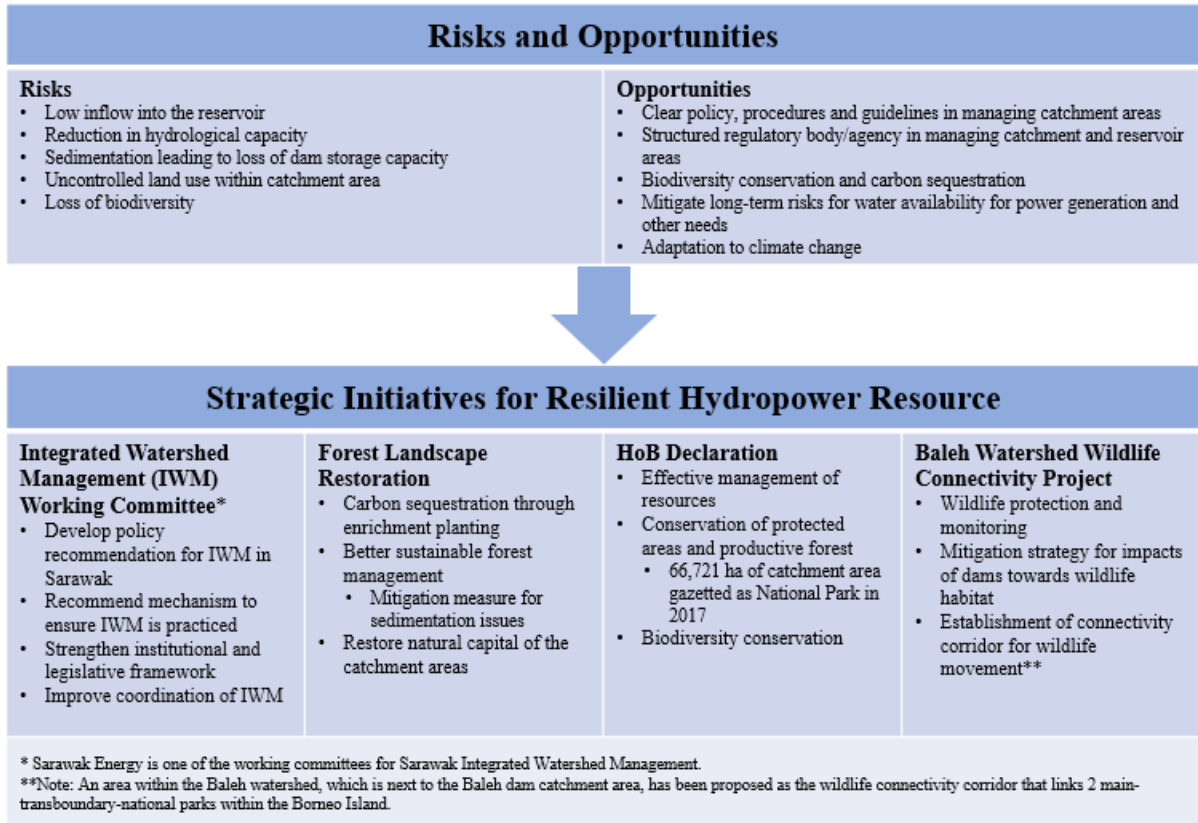 Risks and Opportunities
Risks
• Low inflow into the reservoir
• Reduction in hydrological capacity
• Sedimentation leading to loss of dam storage capacity
• Uncontrolled land use within catchment area
• Loss of biodiversity
Opportunities
• Clear policy, procedures and guidelines in managing catchment areas
• Structured regulatory body/agency in managing catchment and reservoir
areas
• Biodiversity conservation and carbon sequestration
• Mitigate long-term risks for water availability for power generation and
other needs
• Adaptation to climate change
Strategic Initiatives for Resilient Hydropower Resource
Integrated Watershed
Management (IWM)
Working Committee*
• Develop policy
recommendation for IWM in
Sarawak
• Recommend mechanism to
ensure IWM is practiced
• Strengthen institutional and
legislative framework
• Improve coordination of IWM
Forest Landscape
Restoration
• Carbon sequestration through
enrichment planting
• Better sustainable forest
management
• Mitigation measure for
sedimentation issues
• Restore natural capital of the
catchment areas
HoB Declaration
• Effective management of
resources
• Conservation of protected
areas and productive forest
• 66,721 ha of catchment area
gazetted as National Park in
2017
• Biodiversity conservation
Baleh Watershed Wildlife
Connectivity Project
• Wildlife protection and
monitoring
• Mitigation strategy for impacts
of dams towards wildlife
habitat
• Establishment of connectivity
corridor for wildlife
movement**
* Sarawak Energy is one of the working committees for Sarawak Integrated Watershed Management.
**Note: An area within the Baleh watershed, which is next to the Baleh dam catchment area, has been proposed as the wildlife connectivity corridor that links 2 main-
transboundary-national parks within the Borneo Island.